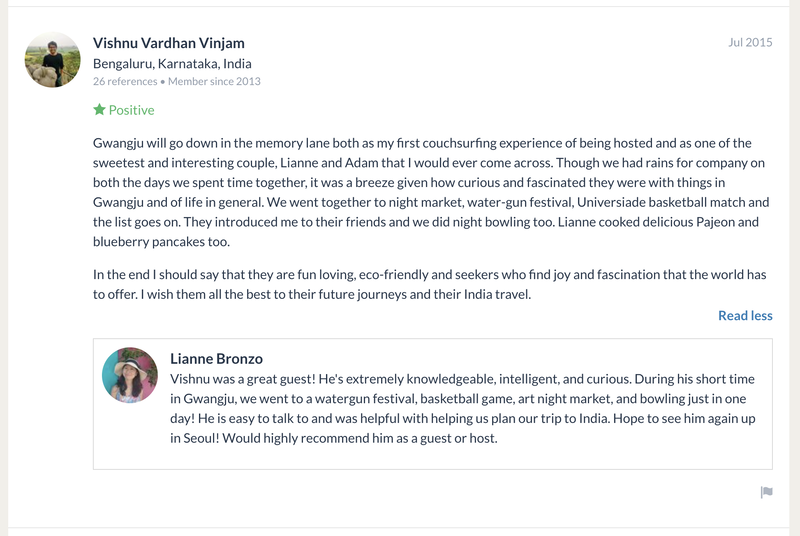 Vishnu Vardhan Vinjam
Jul 2015
Bengaluru, Karnataka, India
26 references • Member since 2013
Positive
Gwangju will go down in the memory lane both as my first couchsurfing experience of being hosted and as one of the
sweetest and interesting couple, Lianne and Adam that I would ever come across. Though we had rains for company on
both the days we spent time together, it was a breeze given how curious and fascinated they were with things in
Gwangju and of life in general. We went together to night market, water-gun festival, Universiade basketball match and
the list goes on. They introduced me to their friends and we did night bowling too. Lianne cooked delicious Pajeon and
blueberry pancakes too.
In the end I should say that they are fun loving, eco-friendly and seekers who find joy and fascination that the world has
to offer. I wish them all the best to their future journeys and their India travel.
Read less
Lianne Bronzo
Vishnu was a great guest! He's extremely knowledgeable, intelligent, and curious. During his short time
in Gwangju, we went to a watergun festival, basketball game, art night market, and bowling just in one
day! He is easy to talk to and was helpful with helping us plan our trip to India. Hope to see him again up
in Seoul! Would highly recommend him as a guest or host.